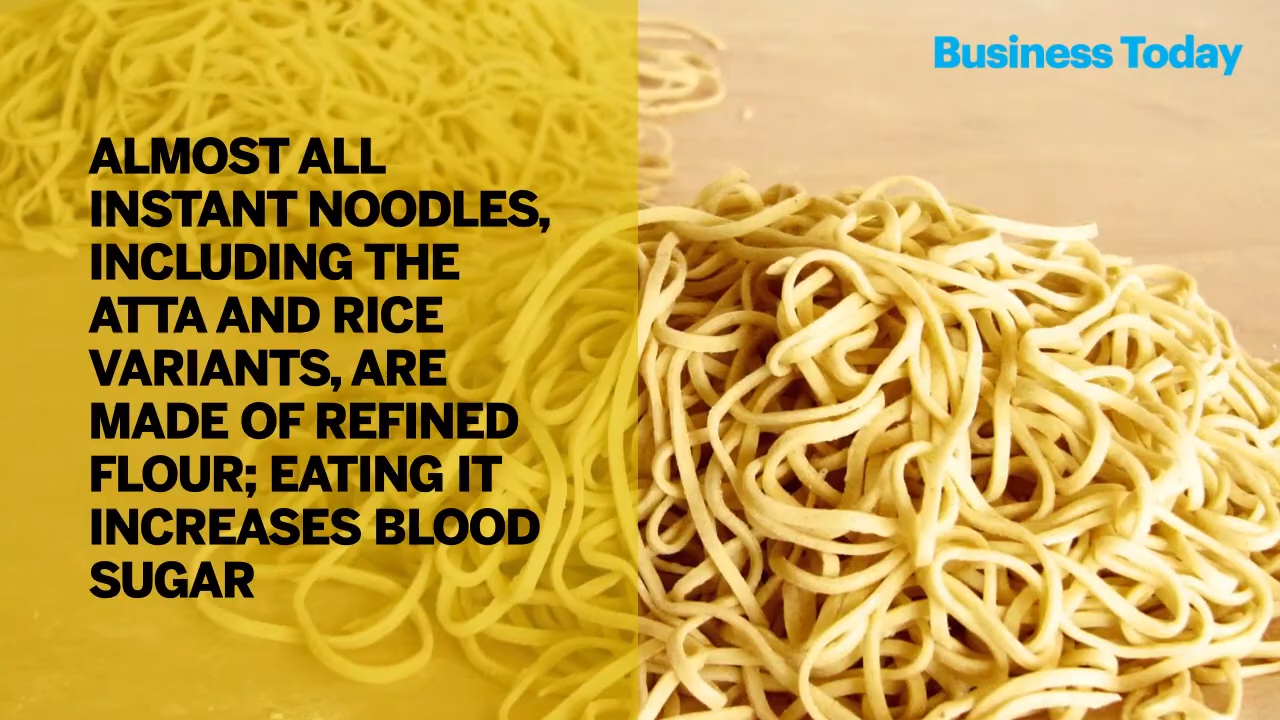 Business Today
ALMOST ALL
INSTANT NOODLES,
INCLUDING THE
ATTA AND RICE
VARIANTS, ARE
MADE OF REFINED
FLOUR; EATING IT
INCREASES BLOOD
SUGAR